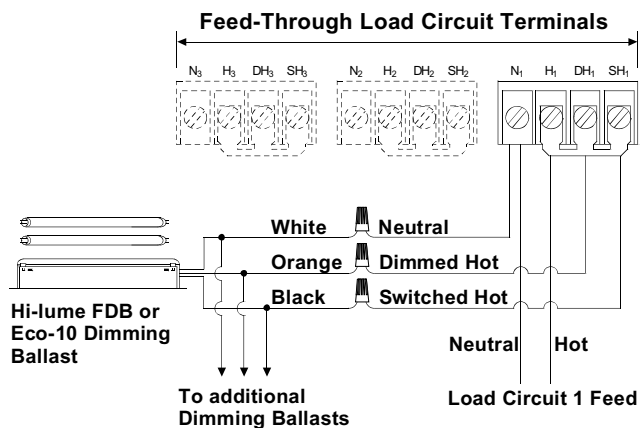 Feed-Through Load Circuit Terminals
N3 H3 DH3 SH3 N2 H2 DH2 SH2 N1 H1 DH1 SH1
White Neutral
Orange Dimmed Hot
Black Switched Hot
Hi-lume FDB or
Eco-10 Dimming
Ballast
Neutral Hot
To additional
Dimming Ballasts
Load Circuit 1 Feed